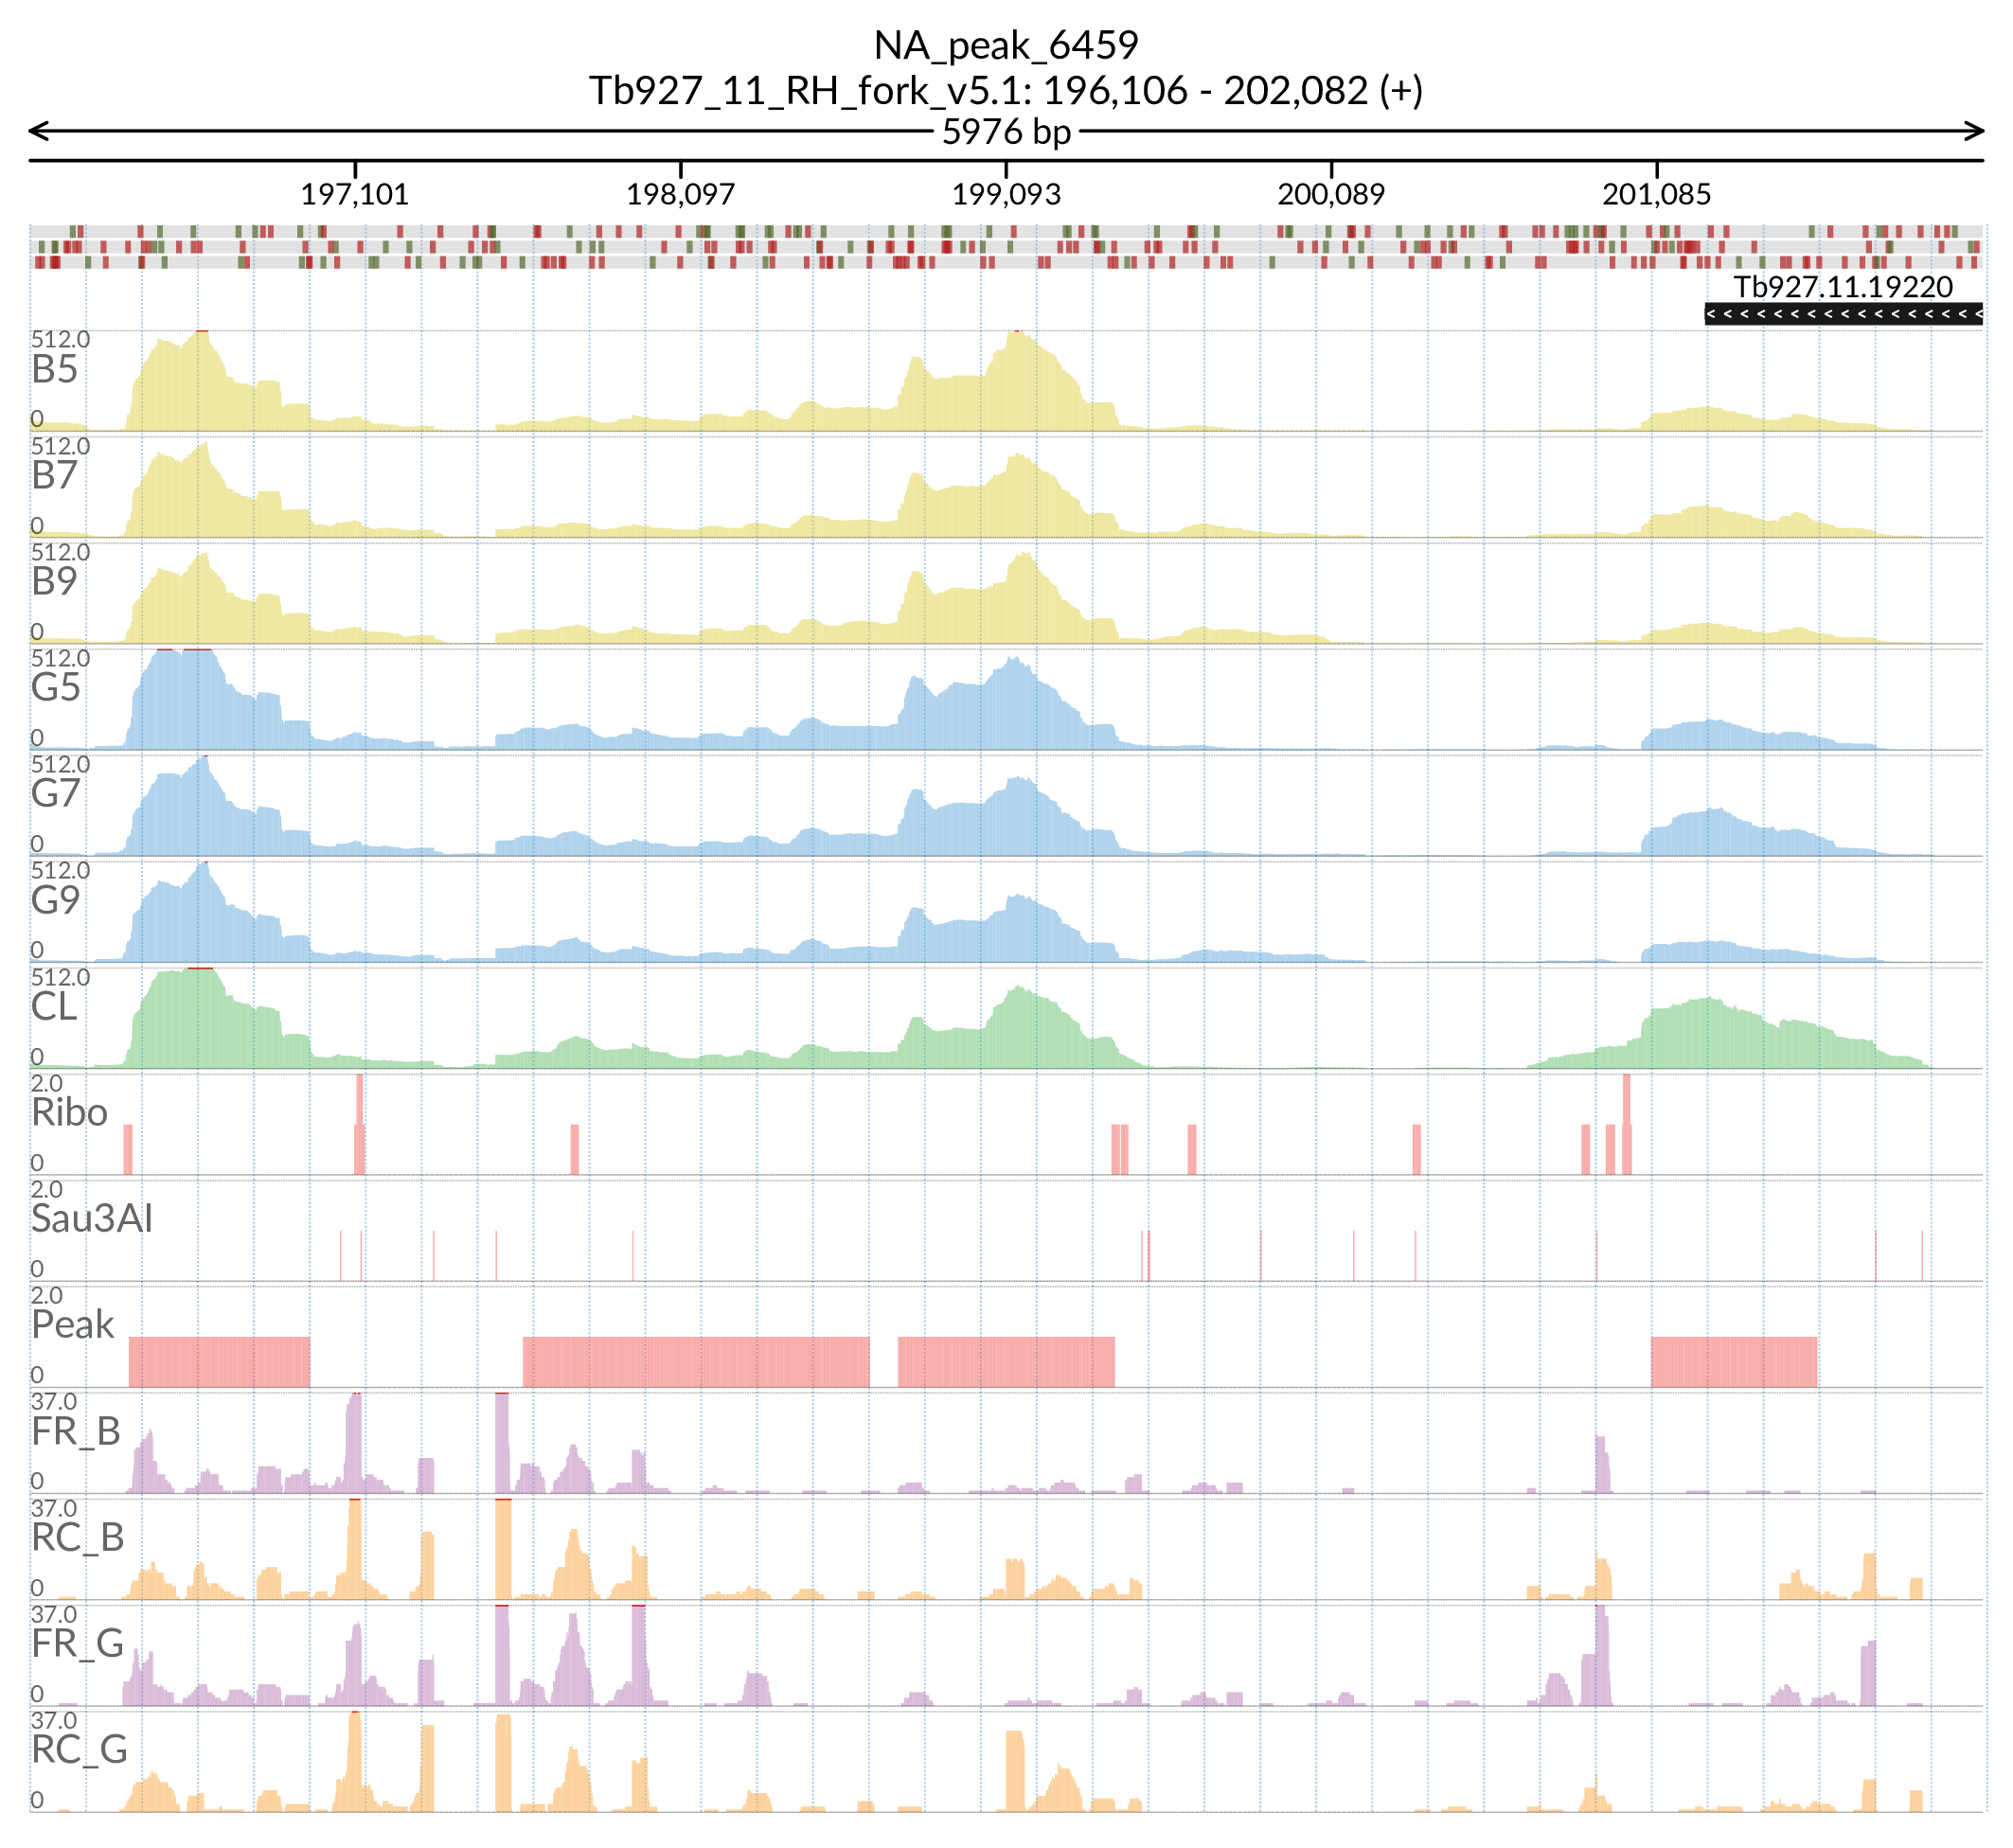 NA_peak_6459
Tb927_11_RH_fork_v5.1: 196,106 - 202,082 (+)
5976 bp
197,101 198,097 199,093 200,089 201,085
Tb927.11.19220
512.0
B5
0
512.0
B7
0
512.0
B9
0
512.0
G5
0
512.0
G7
0
512.0
G9
0
512.0
CL
0
2.0
Ribo
0
2.0
Sau3AI
0
2.0
Peak
0
37.0
FR_B
0
37.0
RC_B
0
37.0
FR_G
0
37.0
RC_G
0